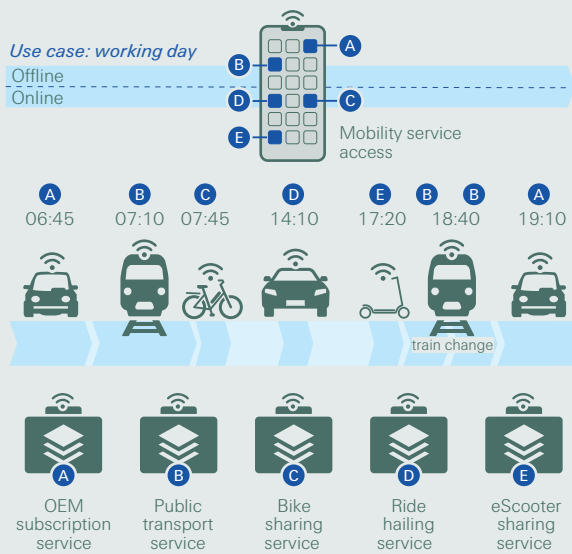 Use case: working day
Offline
Online
A
B
D
C
E
Mobility service
access
A B C D E B B A
06:45 07:10 07:45 14:10 17:20 18:40 19:10
train change
A B C D E
OEM subscription service
Public transport service
Bike sharing service
Ride hailing service
eScooter sharing service